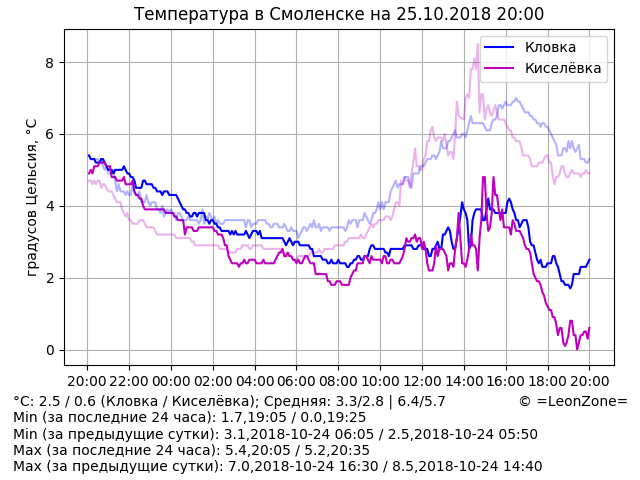 Температура в Смоленске на 25.10.2018 20:00
Кловка
Киселёвка
градусов Цельсия, °C
8
6
4
2
0
20:00 22:00 00:00 02:00 04:00 06:00 08:00 10:00 12:00 14:00 16:00 18:00 20:00
°C: 2.5 / 0.6 (Кловка / Киселёвка); Средняя: 3.3/2.8 | 6.4/5.7 © =LeonZone=
Min (за последние 24 часа): 1.7,19:05 / 0.0,19:25
Min (за предыдущие сутки): 3.1,2018-10-24 06:05 / 2.5,2018-10-24 05:50
Max (за последние 24 часа): 5.4,20:05 / 5.2,20:35
Max (за предыдущие сутки): 7.0,2018-10-24 16:30 / 8.5,2018-10-24 14:40